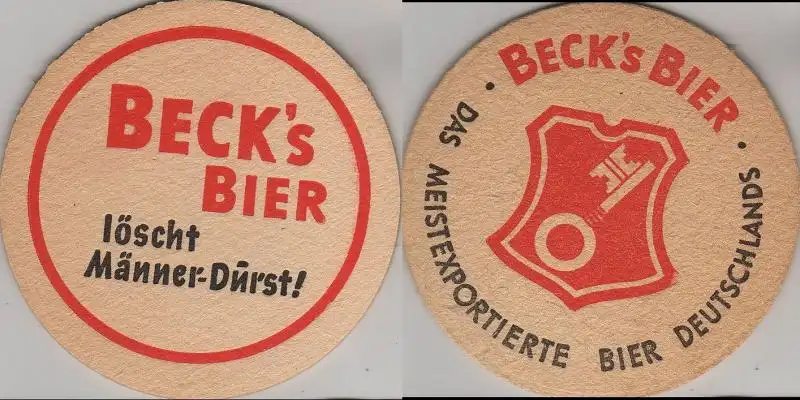 BECK's
BIER
löscht
Männer-Durst!
BECK's BIER
· DAS MEISTEXPORTIERTE BIER DEUTSCHLANDS ·